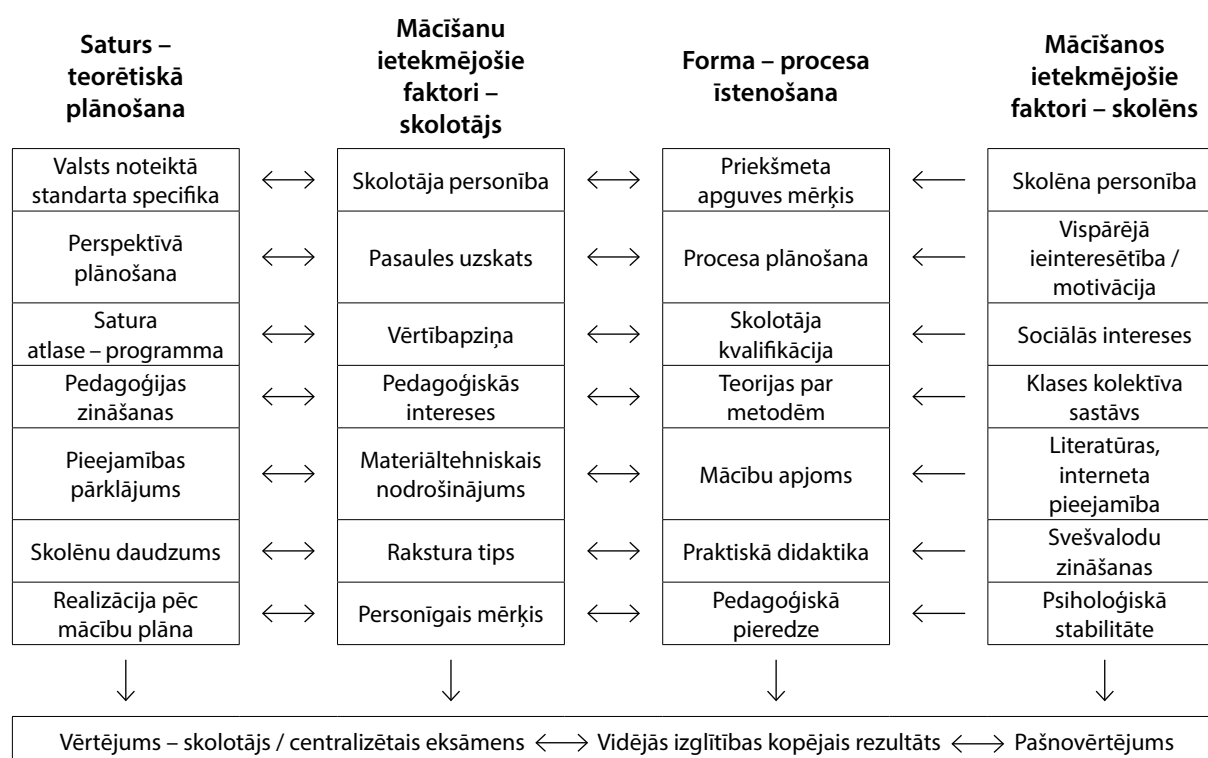 Saturs –
teorētiskā
plānošana
Mācīšanu
ietekmējošie
faktori –
skolotājs
Forma – procesa
īstenošana
Mācīšanos
ietekmējošie
faktori – skolēns
Valsts noteiktā
standarta specifika
Skolotāja personība
Priekšmeta
apguves mērķis
Skolēna personība
Perspektīvā
plānošana
Pasaules uzskats
Procesa plānošana
Vispārējā
ieinteresētība /
motivācija
Satura
atlase – programma
Vērtībapziņa
Skolotāja
kvalifikācija
Sociālās intereses
Pedagoģijas
zināšanas
Pedagoģiskās
intereses
Teorijas par
metodēm
Klases kolektīva
sastāvs
Pieejamības
pārklājums
Materiāltehniskais
nodrošinājums
Mācību apjoms
Literatūras,
interneta
pieejamība
Skolēnu daudzums
Rakstura tips
Praktiskā didaktika
Svešvalodu
zināšanas
Realizācija pēc
mācību plāna
Personīgais mērķis
Pedagoģiskā
pieredze
Psiholoģiskā
stabilitāte
Vērtējums – skolotājs / centralizētais eksāmens ⟷ Vidējās izglītības kopējais rezultāts ⟷ Pašnovērtējums